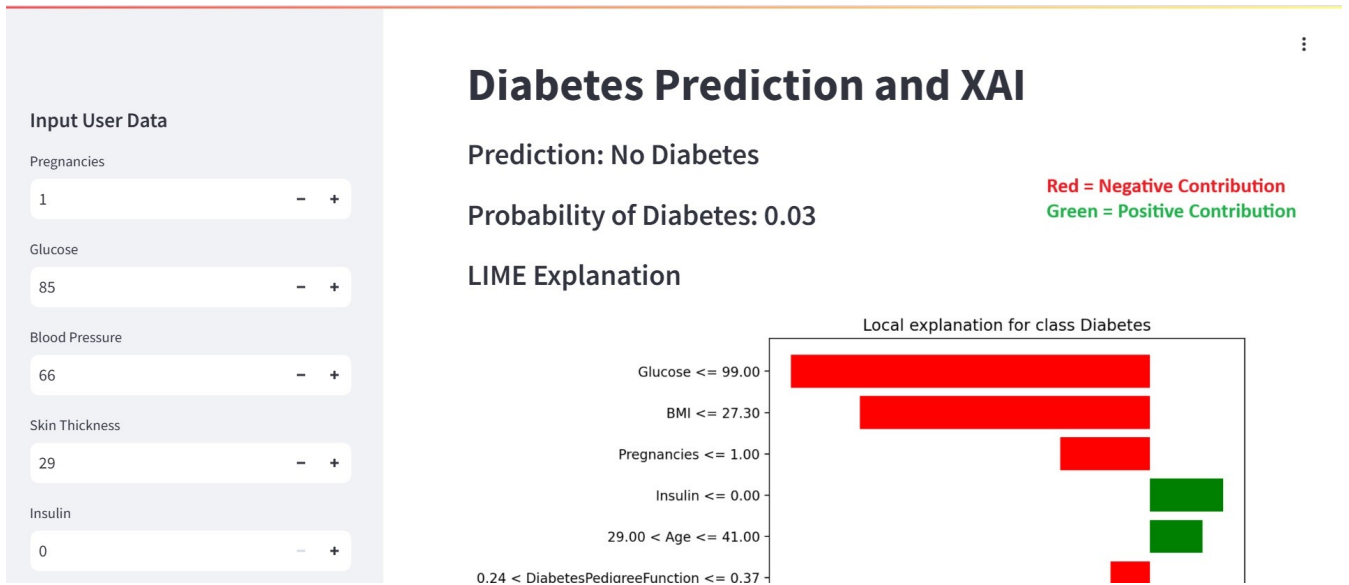 Input User Data
Pregnancies
1
Glucose
85
Blood Pressure
66
Skin Thickness
29
Insulin
0
Diabetes Prediction and XAI
Prediction: No Diabetes
Probability of Diabetes: 0.03
Red = Negative Contribution
Green = Positive Contribution
LIME Explanation
Local explanation for class Diabetes
Glucose <= 99.00
BMI <= 27.30
Pregnancies <= 1.00
Insulin <= 0.00
29.00 < Age <= 41.00
0.24 < DiabetesPedigreeFunction <= 0.37